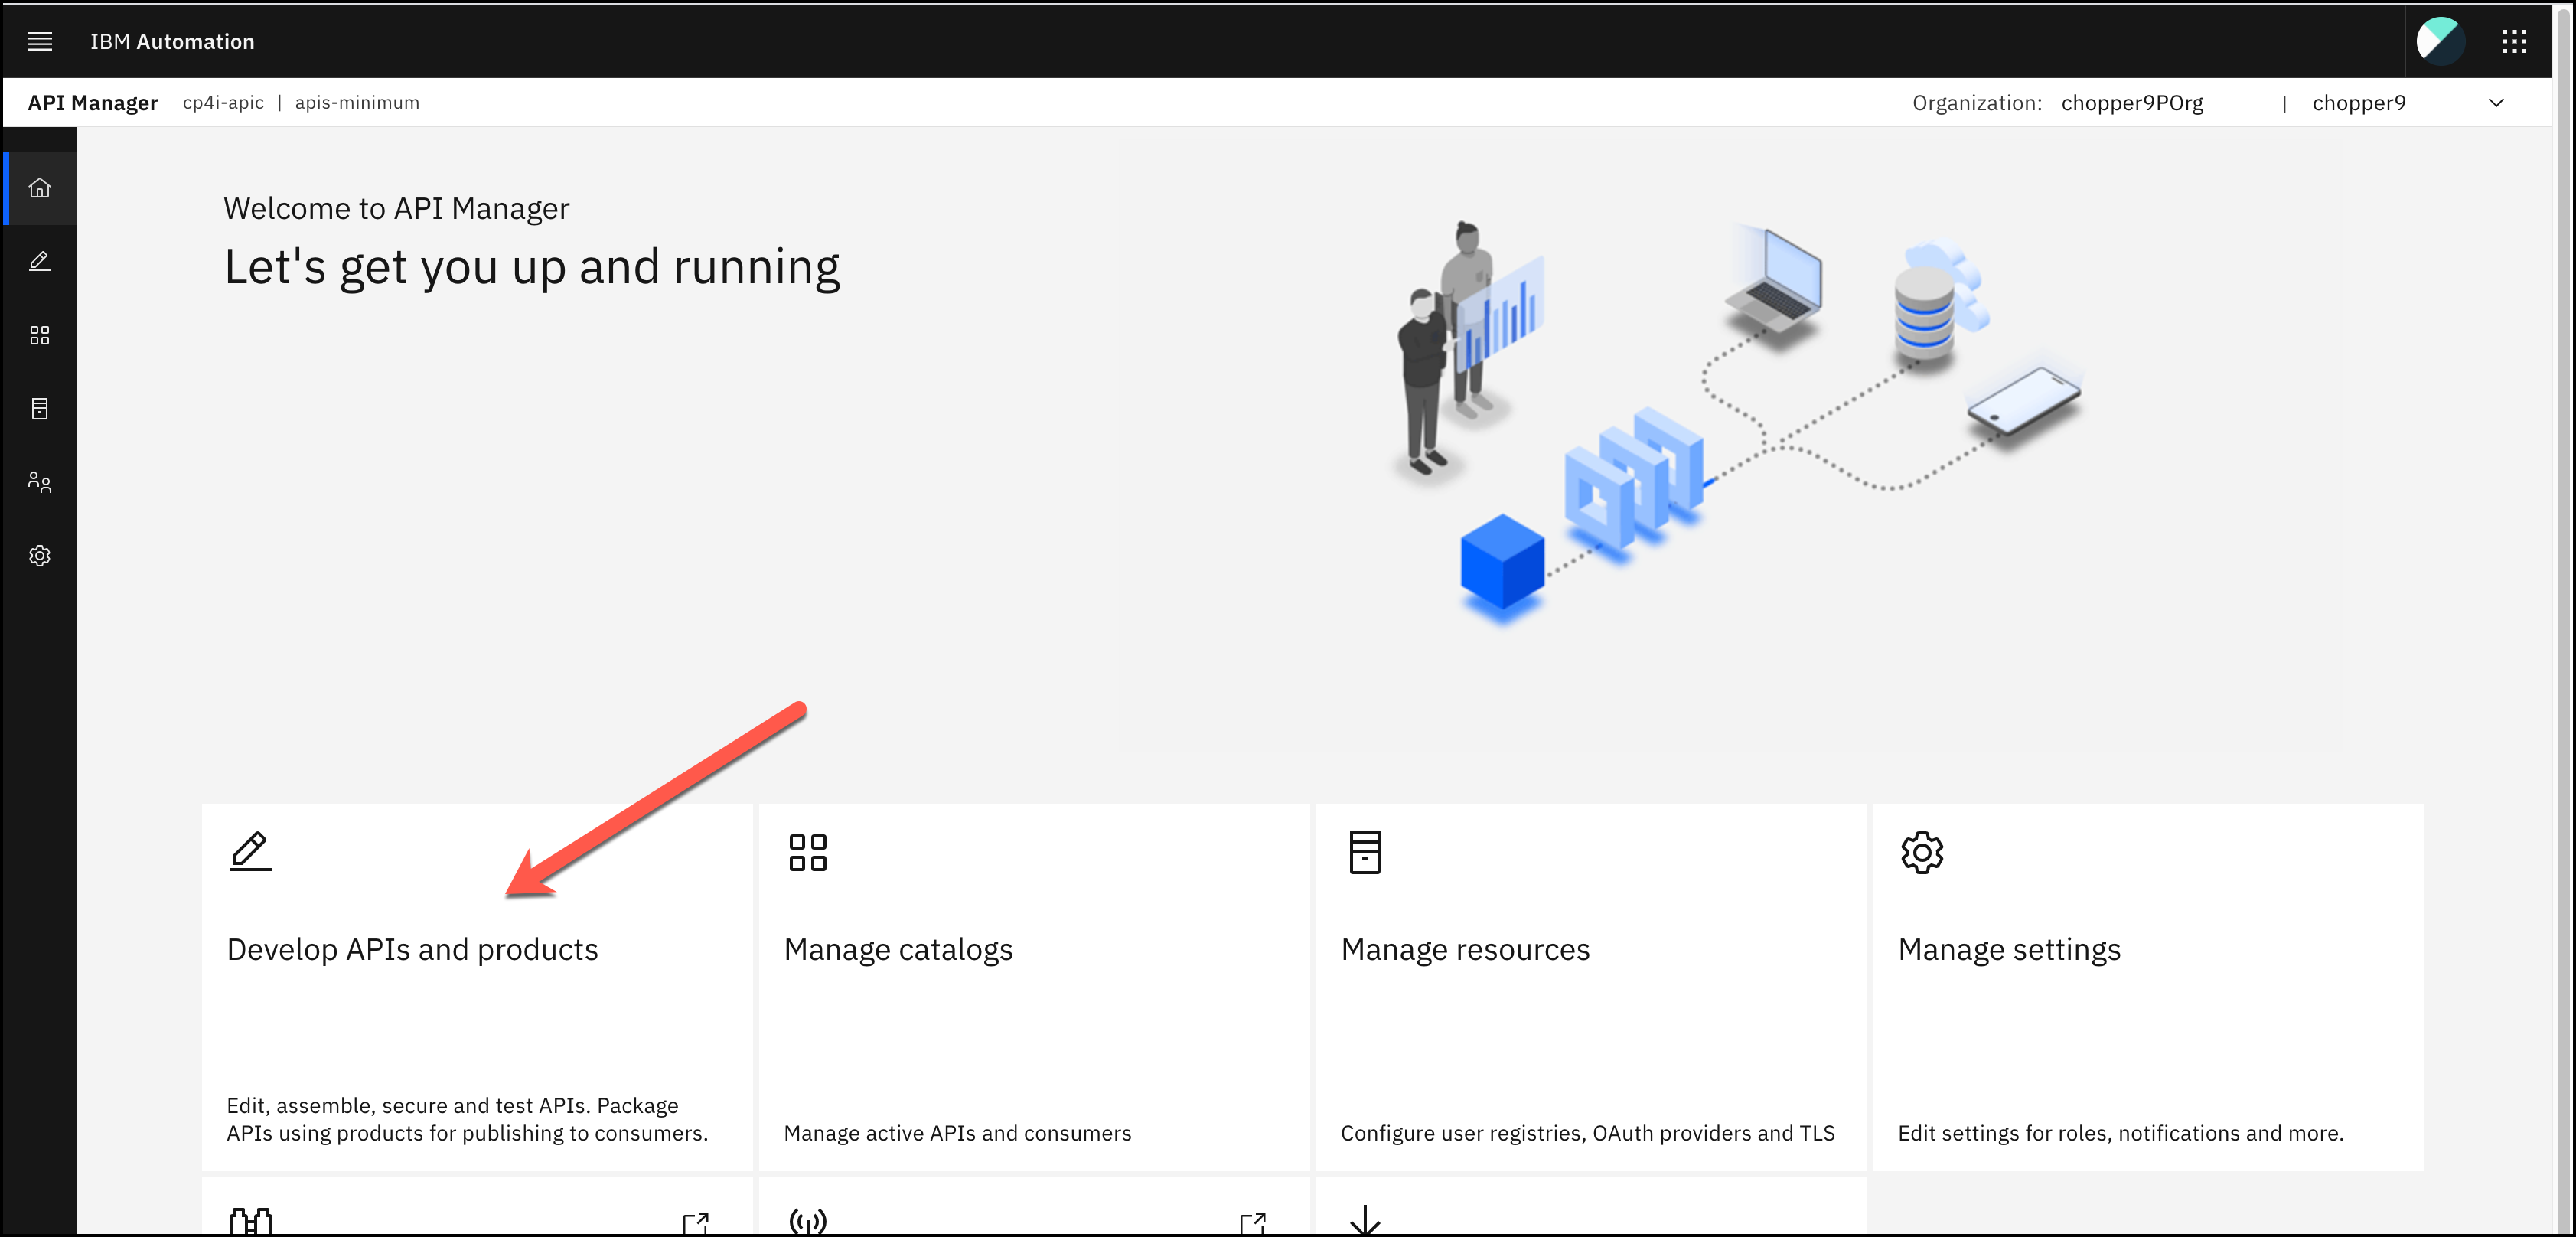 IBM Automation
API Manager cp4i-apic | apis-minimum Organization: chopper9POrg | chopper9
Welcome to API Manager
Let's get you up and running
Develop APIs and products
Edit, assemble, secure and test APIs. Package
APIs using products for publishing to consumers.
Manage catalogs
Manage active APIs and consumers
Manage resources
Configure user registries, OAuth providers and TLS
Manage settings
Edit settings for roles, notifications and more.